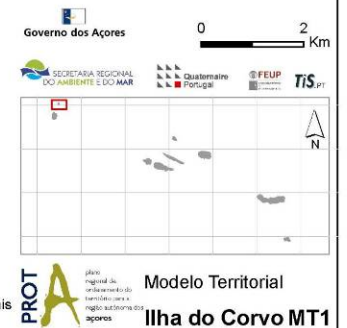 Governo dos Açores
0 2
Km
SECRETARIA REGIONAL
DO AMBIENTE E DO MAR
Quaternaire
Portugal
FEUP
TiS.PT
N
PROT
A
plano
regional de
ordenamento do
território para a
região autónoma dos
açores
Modelo Territorial
Ilha do Corvo MT1